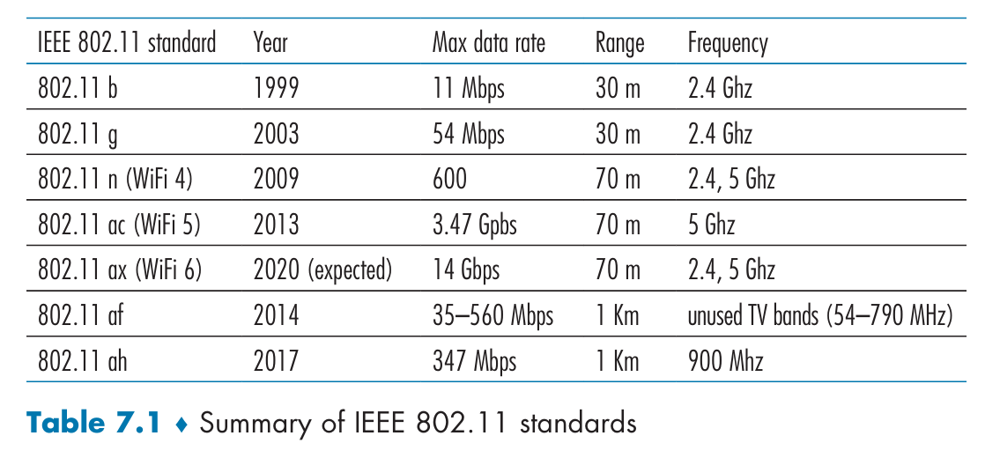 IEEE 802.11 standard Year Max data rate Range Frequency
802.11 b 1999 11 Mbps 30 m 2.4 Ghz
802.11 g 2003 54 Mbps 30 m 2.4 Ghz
802.11 n (WiFi 4) 2009 600 70 m 2.4, 5 Ghz
802.11 ac (WiFi 5) 2013 3.47 Gpbs 70 m 5 Ghz
802.11 ax (WiFi 6) 2020 (expected) 14 Gbps 70 m 2.4, 5 Ghz
802.11 af 2014 35–560 Mbps 1 Km unused TV bands (54–790 MHz)
802.11 ah 2017 347 Mbps 1 Km 900 Mhz
Table 7.1 ♦ Summary of IEEE 802.11 standards